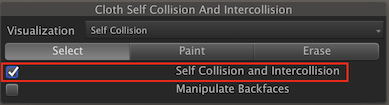 Cloth Self Collision And Intercollision
Visualization Self Collision
Select Paint Erase
Self Collision and Intercollision
Manipulate Backfaces